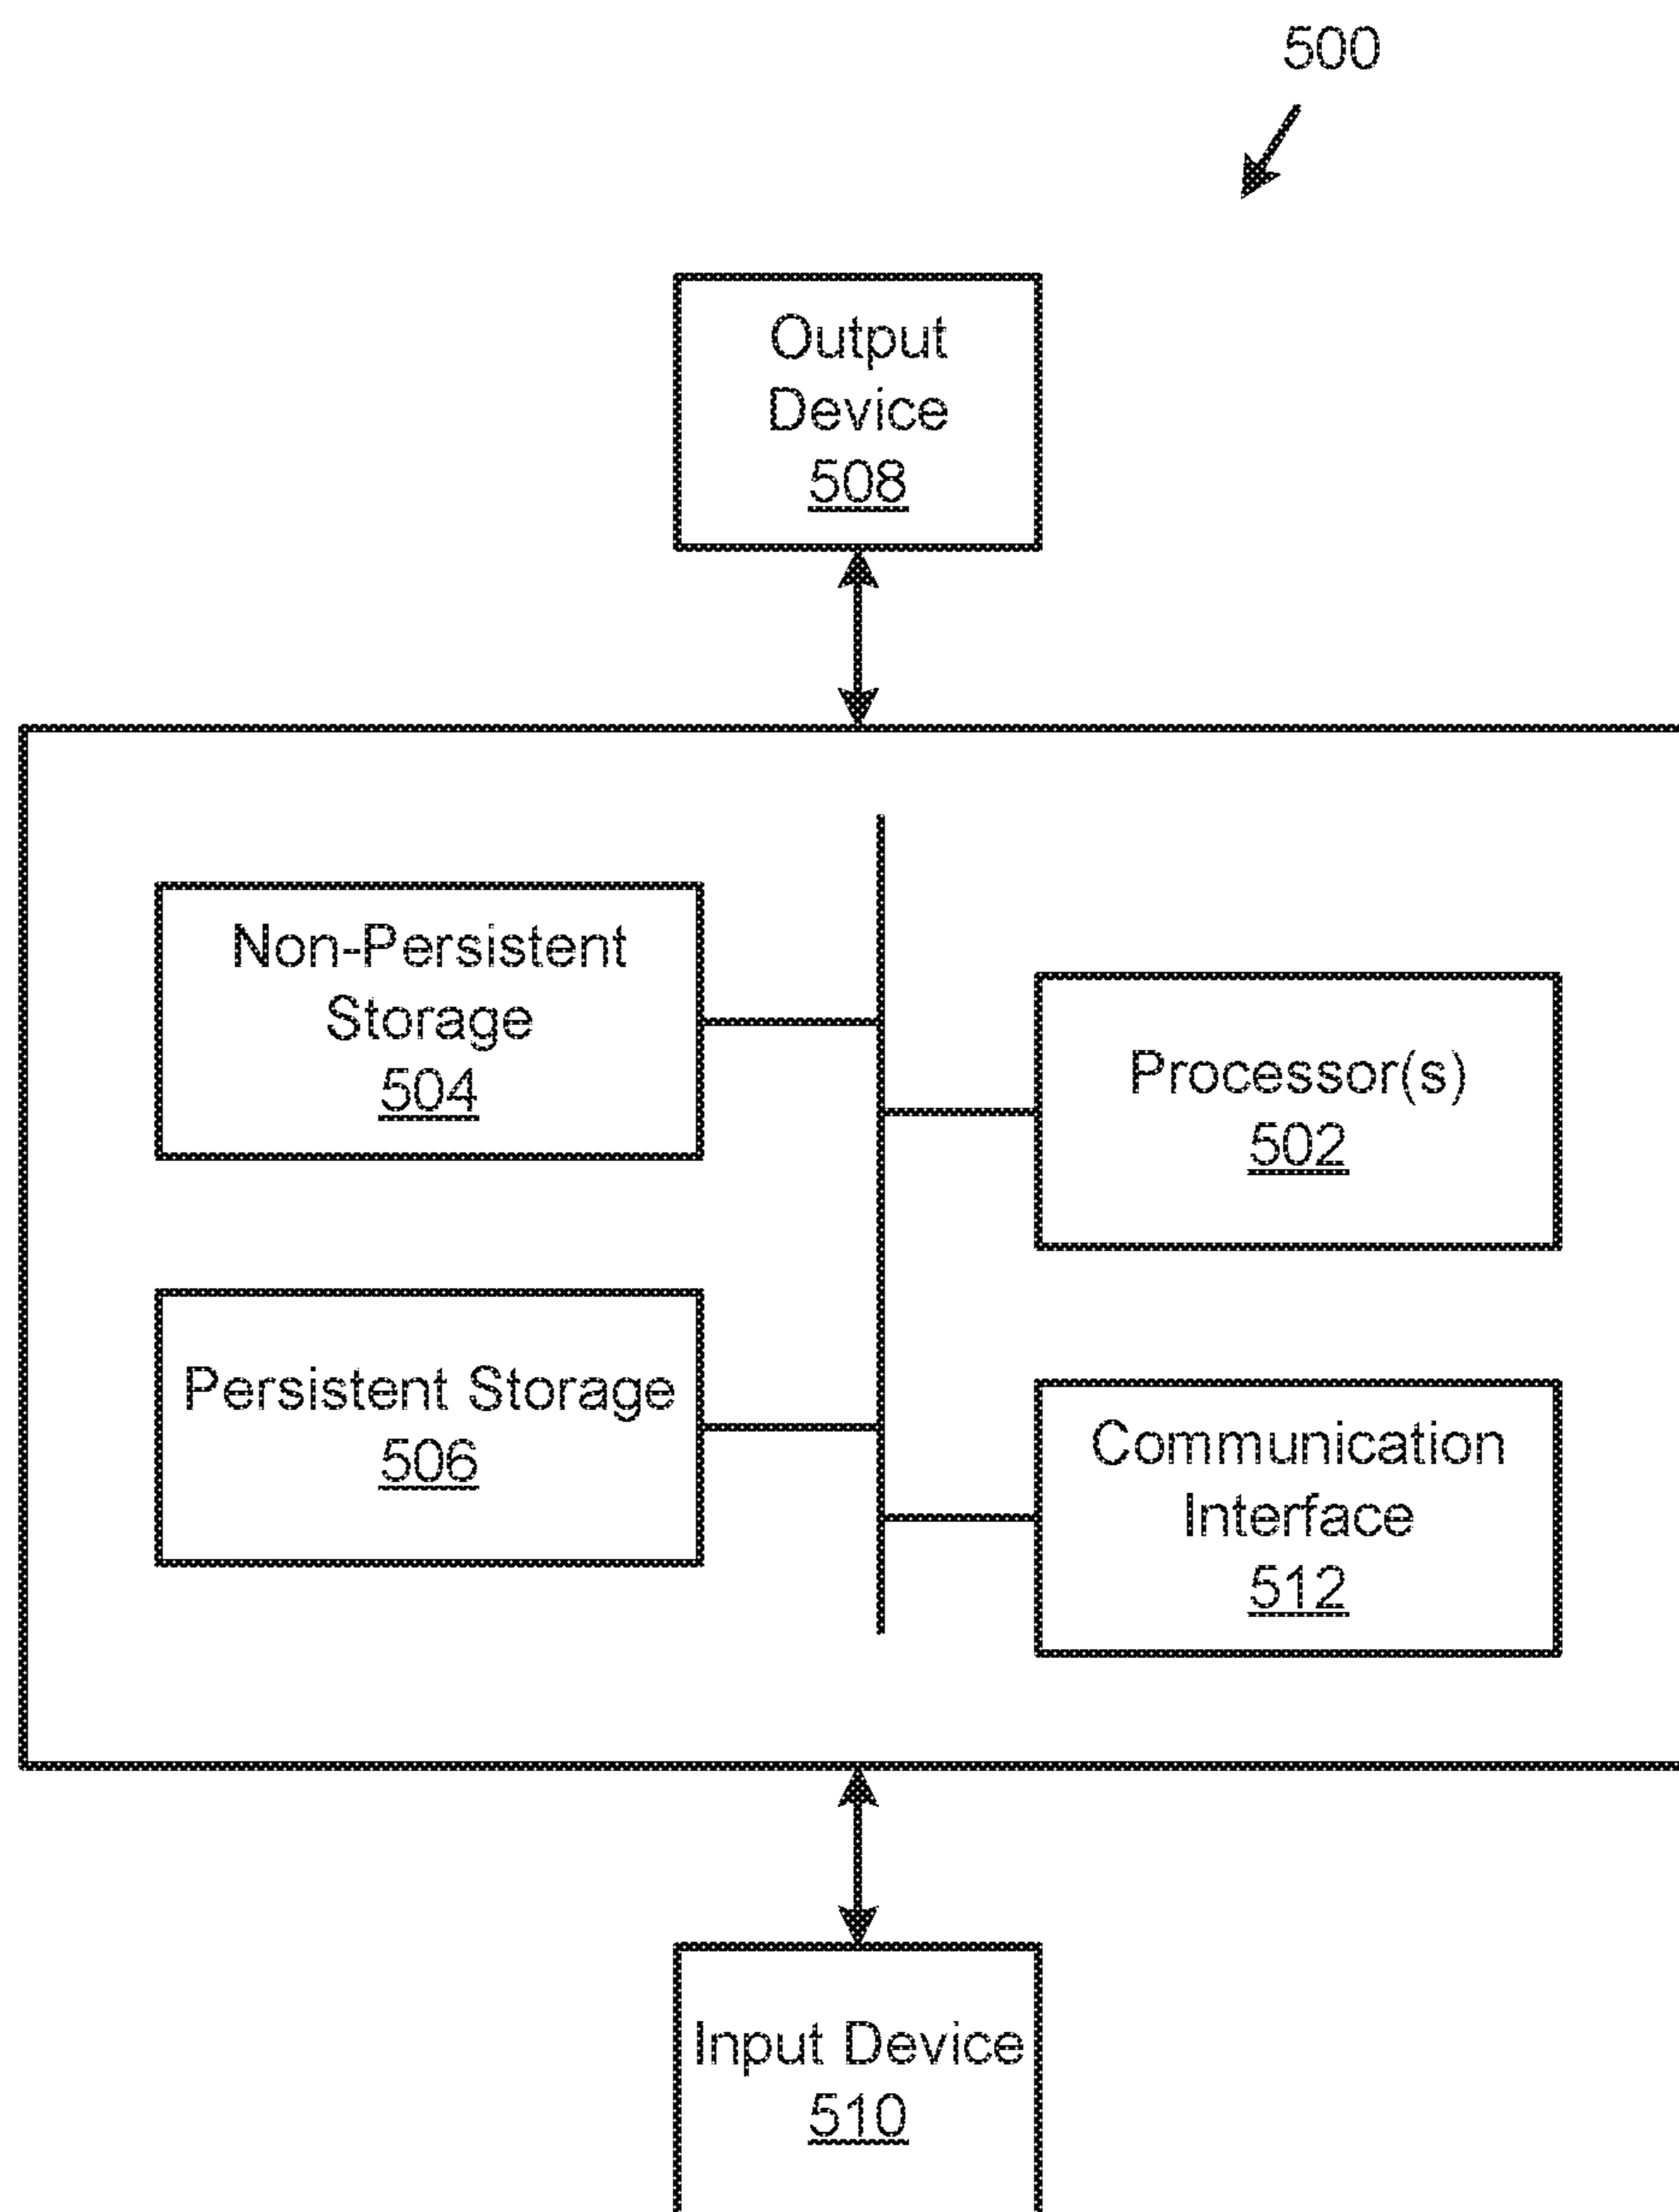 500
Output
Device
508
Non-Persistent
Storage
504
Processor(s)
502
Persistent Storage
506
Communication
Interface
512
Input Device
510